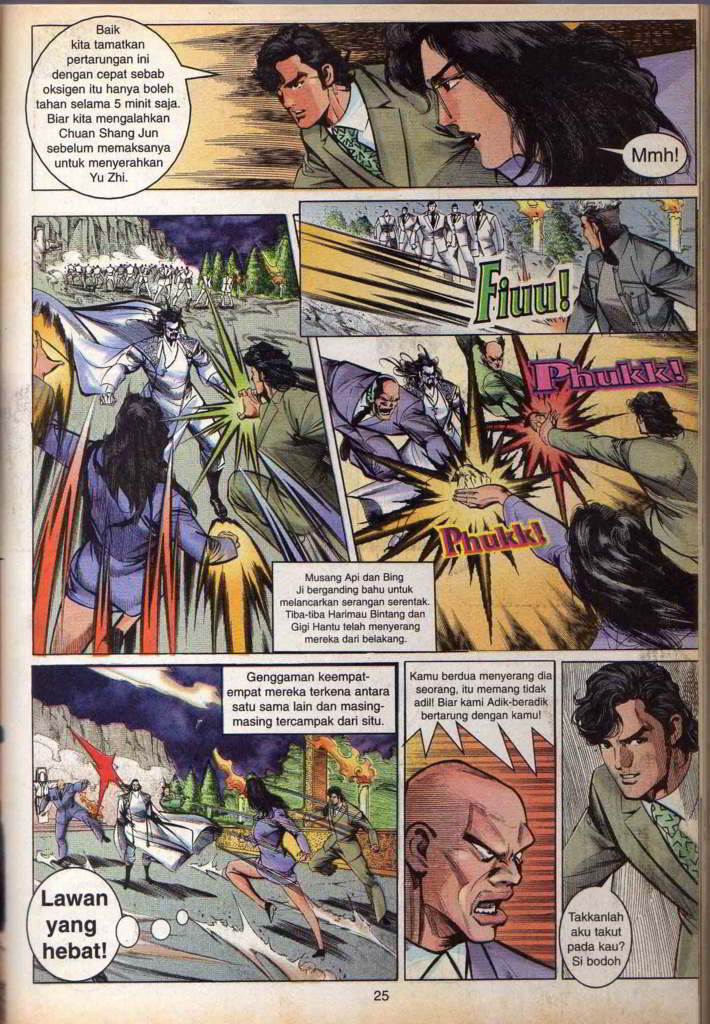 Baik
kita tamatkan
pertarungan ini
dengan cepat sebab
oksigen itu hanya boleh
tahan selama 5 minit saja.
Biar kita mengalahkan
Chuan Shang Jun
sebelum memaksanya
untuk menyerahkan
Yu Zhi.
Mmh!
Fiuu!
Phukk!
Phukk!
Musang Api dan Bing
Ji berganding bahu untuk
melancarkan serangan serentak.
Tiba-tiba Harimau Bintang dan
Gigi Hantu telah menyerang
mereka dari belakang.
Genggaman keempat-
empat mereka terkena antara
satu sama lain dan masing-
masing tercampak dari situ.
Lawan
yang
hebat!
Kamu berdua menyerang dia
seorang, itu memang tidak
adil! Biar kami Adik-beradik
bertarung dengan kamu!
Takkanlah
aku takut
pada kau?
Si bodoh
25